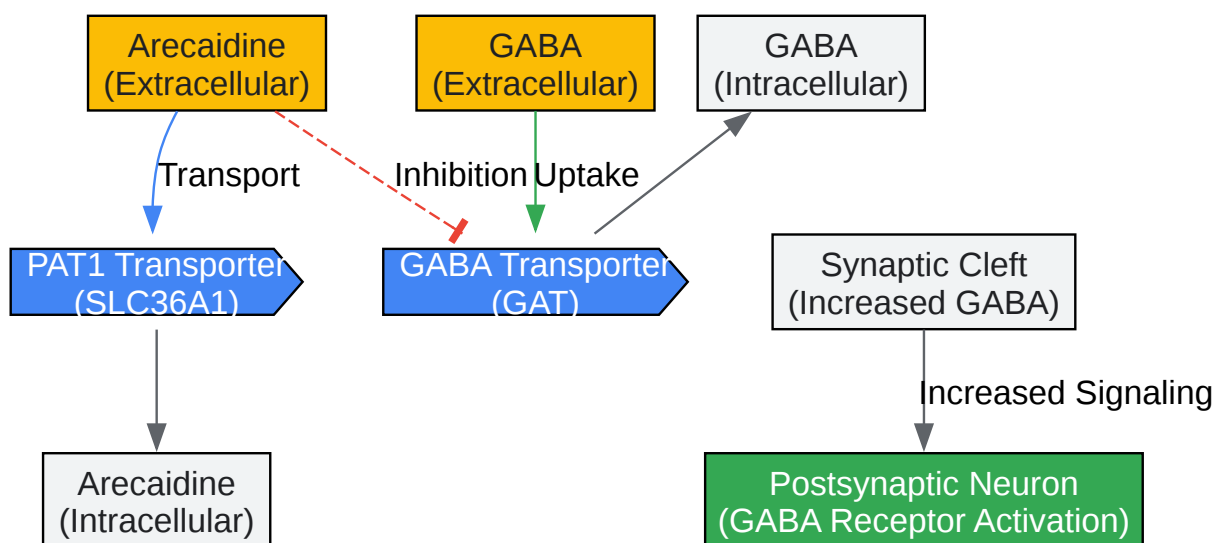 Arecaidine
(Extracellular)
GABA
(Extracellular)
GABA
(Intracellular)
Transport
Inhibition
Uptake
PAT1 Transporter
(SLC36A1)
GABA Transporter
(GAT)
Synaptic Cleft
(Increased GABA)
Increased Signaling
Arecaidine
(Intracellular)
Postsynaptic Neuron
(GABA Receptor Activation)